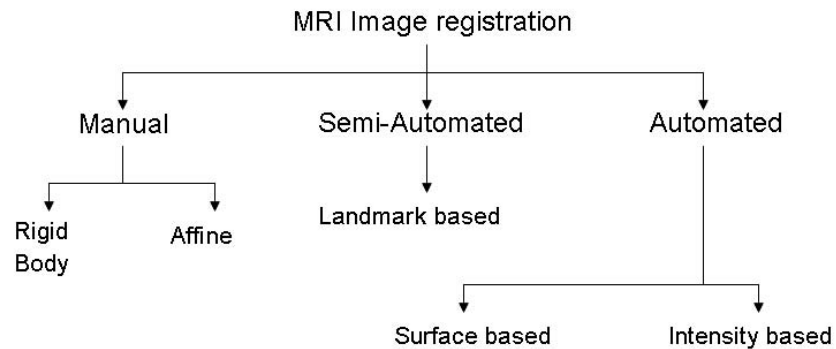 MRI Image registration
Manual
Semi-Automated
Automated
Rigid
Body
Affine
Landmark based
Surface based
Intensity based